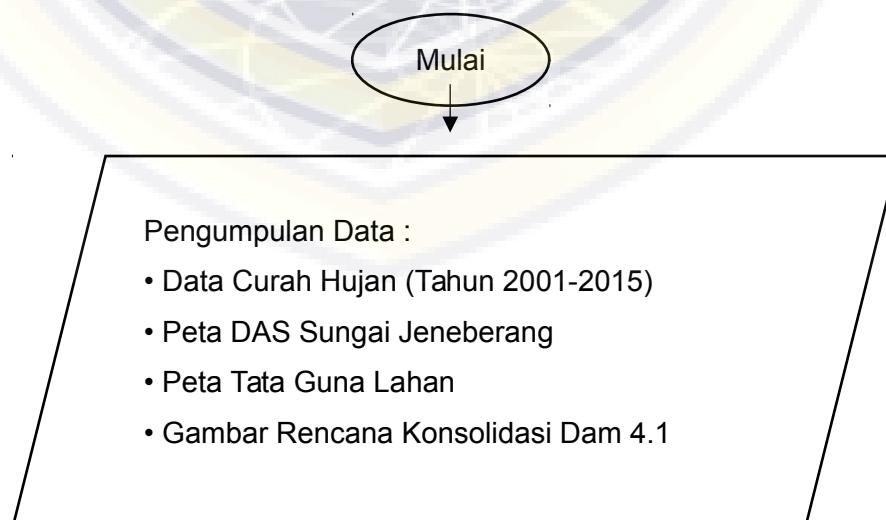 Mulai
Pengumpulan Data :
• Data Curah Hujan (Tahun 2001-2015)
• Peta DAS Sungai Jeneberang
• Peta Tata Guna Lahan
• Gambar Rencana Konsolidasi Dam 4.1